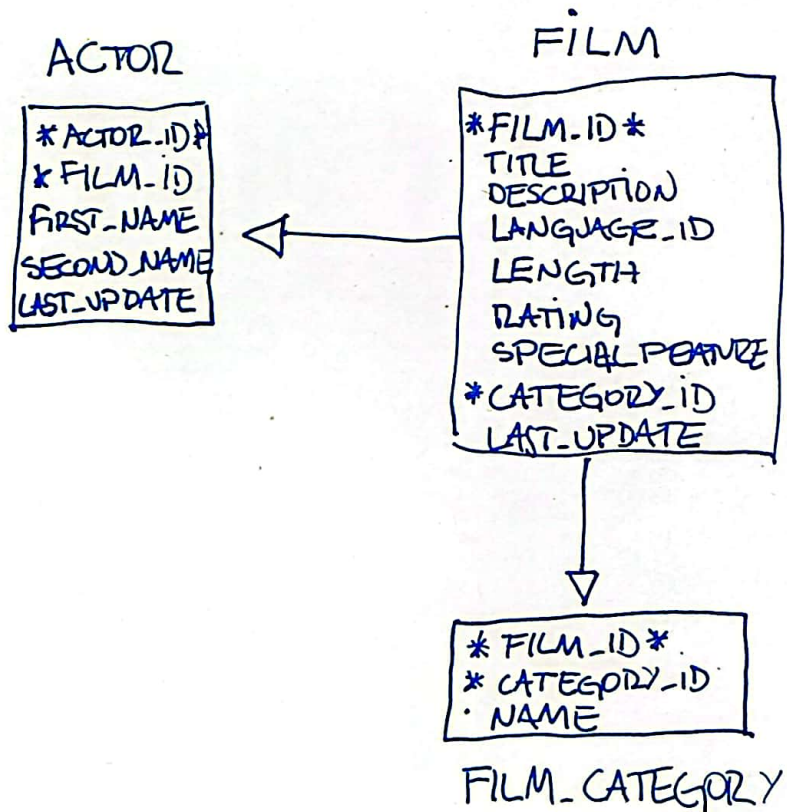 ACTOR
*ACTOR_ID*
*FILM_ID
FIRST_NAME
SECOND_NAME
LAST_UPDATE
FILM
*FILM_ID*
TITLE
DESCRIPTION
LANGUAGE_ID
LENGTH
RATING
SPECIAL FEATURE
*CATEGORY_ID
LAST_UPDATE
* FILM_ID*
* CATEGORY_ID
NAME
FILM_CATEGORY